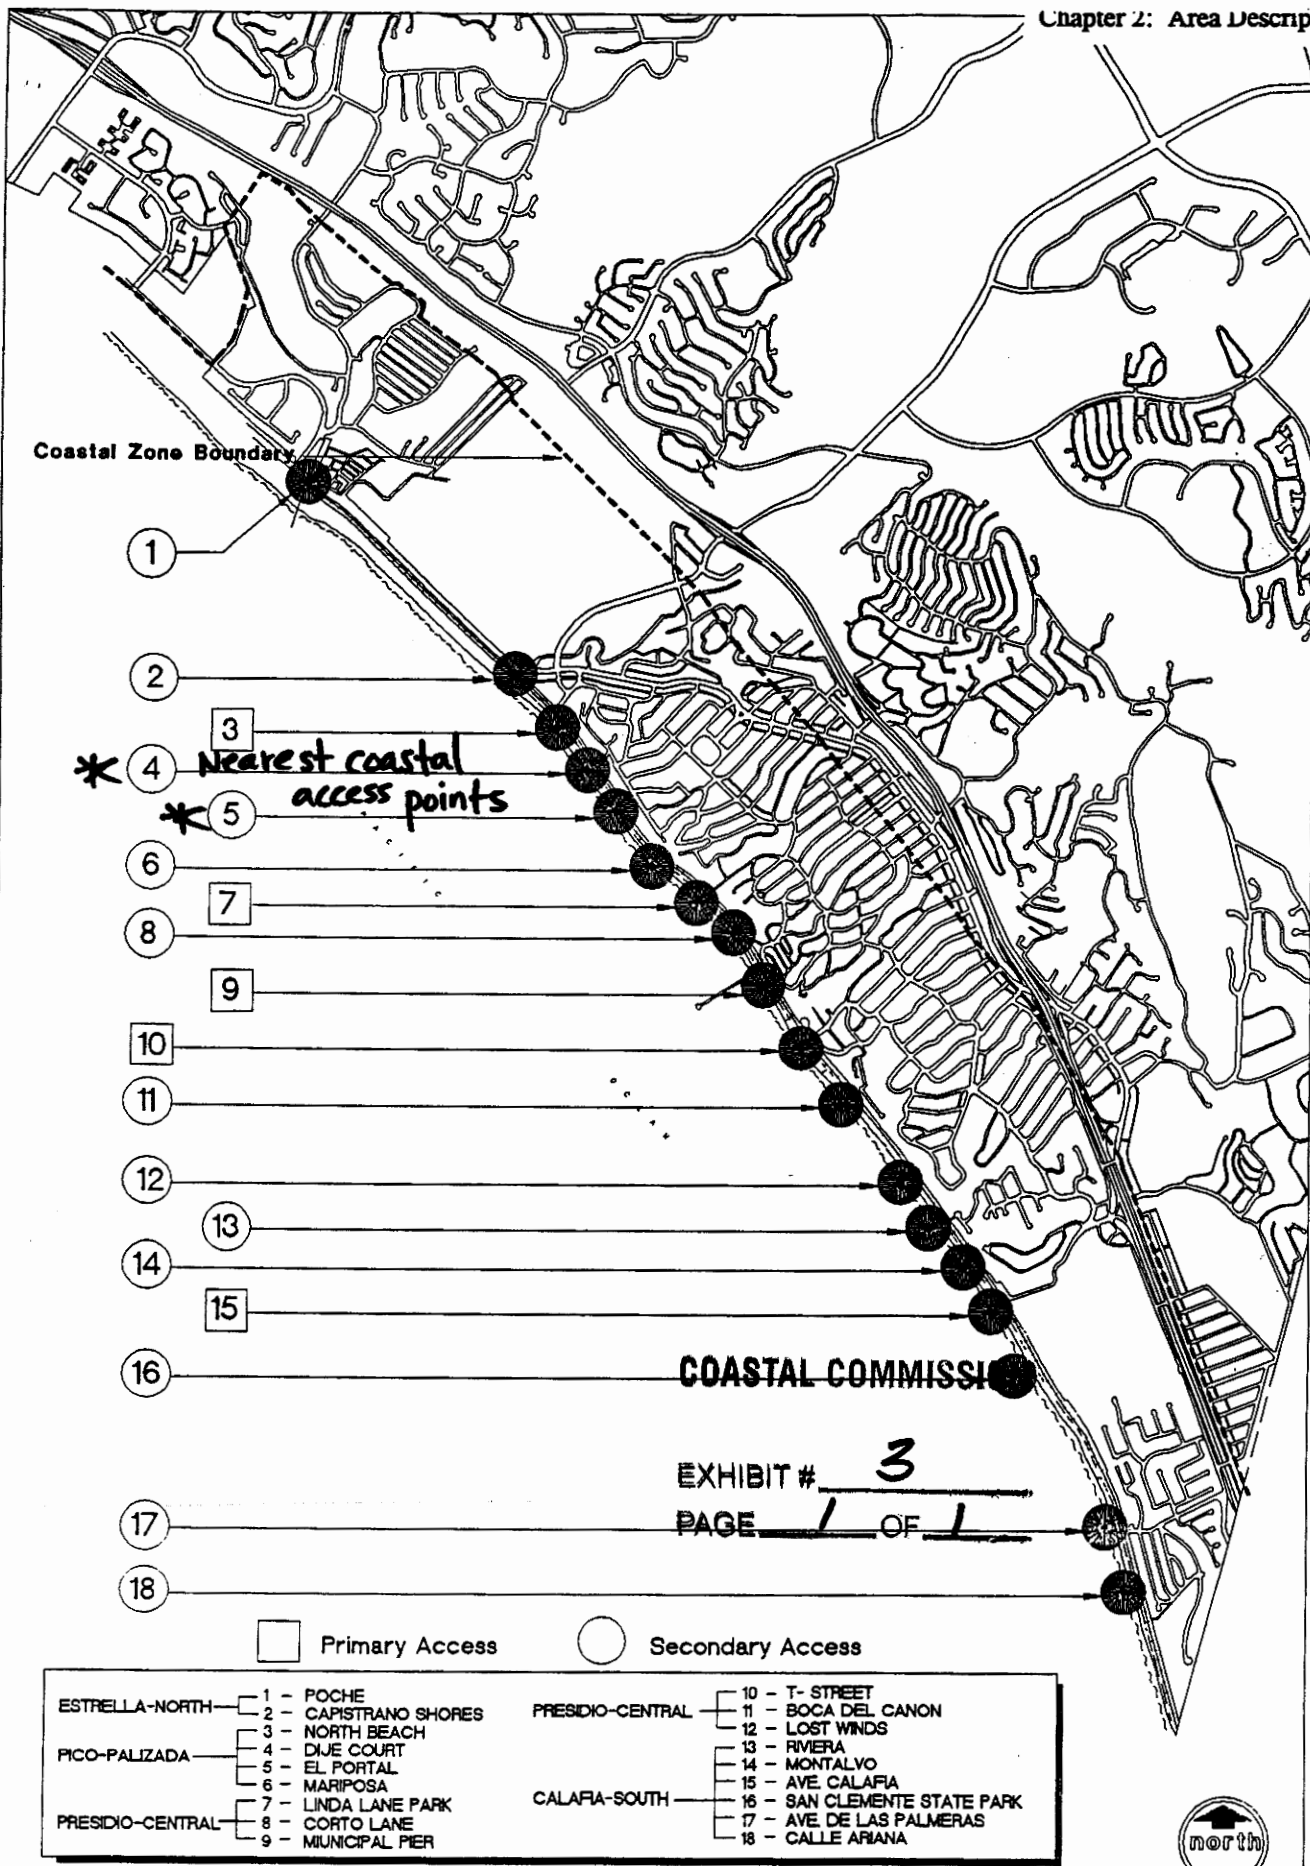 Chapter 2: Area Descrip
Coastal Zone Boundary
1
2
3
* 4 Nearest coastal
access points
* 5
6
7
8
9
10
11
12
13
14
15
16
COASTAL COMMISSI
EXHIBIT # 3
PAGE 1 OF 1
17
18
Primary Access
Secondary Access
ESTRELLA-NORTH
1 - POCHE
2 - CAPISTRANO SHORES
PICO-PALIZADA
3 - NORTH BEACH
4 - DIJE COURT
5 - EL PORTAL
6 - MARIPOSA
PRESIDIO-CENTRAL
7 - LINDA LANE PARK
8 - CORTO LANE
9 - MIUNICIPAL PIER
PRESIDIO-CENTRAL
10 - T- STREET
11 - BOCA DEL CANON
12 - LOST WINDS
CALAFIA-SOUTH
13 - RIVIERA
14 - MONTALVO
15 - AVE. CALAFIA
16 - SAN CLEMENTE STATE PARK
17 - AVE. DE LAS PALMERAS
18 - CALLE ARIANA
north